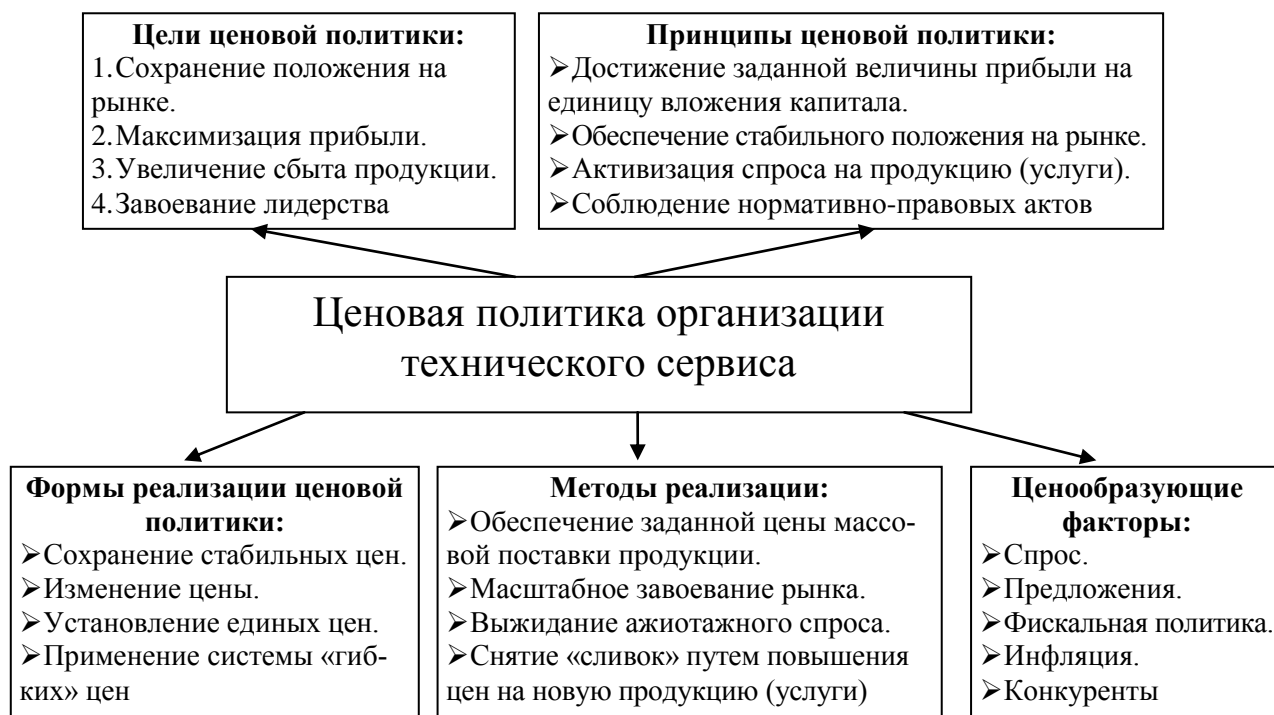 Цели ценовой политики:
1.Сохранение положения на
рынке.
2.Максимизация прибыли.
3.Увеличение сбыта продукции.
4.Завоевание лидерства
Принципы ценовой политики:
➢Достижение заданной величины прибыли на
единицу вложения капитала.
➢Обеспечение стабильного положения на рынке.
➢Активизация спроса на продукцию (услуги).
➢Соблюдение нормативно-правовых актов
Ценовая политика организации
технического сервиса
Формы реализации ценовой
политики:
➢Сохранение стабильных цен.
➢Изменение цены.
➢Установление единых цен.
➢Применение системы «гиб-
ких» цен
Методы реализации:
➢Обеспечение заданной цены массо-
вой поставки продукции.
➢Масштабное завоевание рынка.
➢Выжидание ажиотажного спроса.
➢Снятие «сливок» путем повышения
цен на новую продукцию (услуги)
Ценообразующие
факторы:
➢Спрос.
➢Предложения.
➢Фискальная политика.
➢Инфляция.
➢Конкуренты